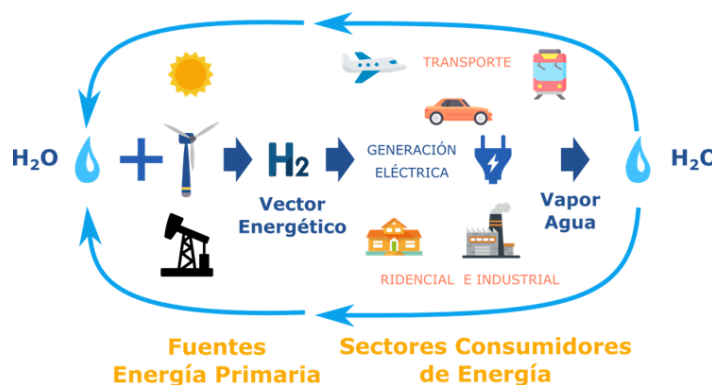 TRANSPORTE
H₂O
H₂
GENERACIÓN
ELÉCTRICA
H₂O
Vector
Energético
Vapor
Agua
RIDENCIAL E INDUSTRIAL
Fuentes
Energía Primaria
Sectores Consumidores
de Energía